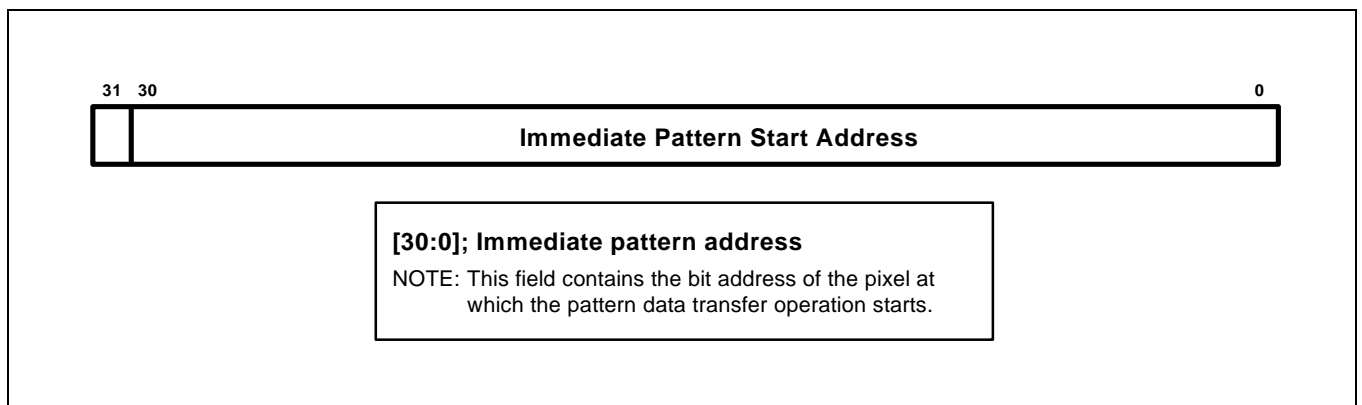 31 30 0
Immediate Pattern Start Address
[30:0]; Immediate pattern address
NOTE: This field contains the bit address of the pixel at
which the pattern data transfer operation starts.